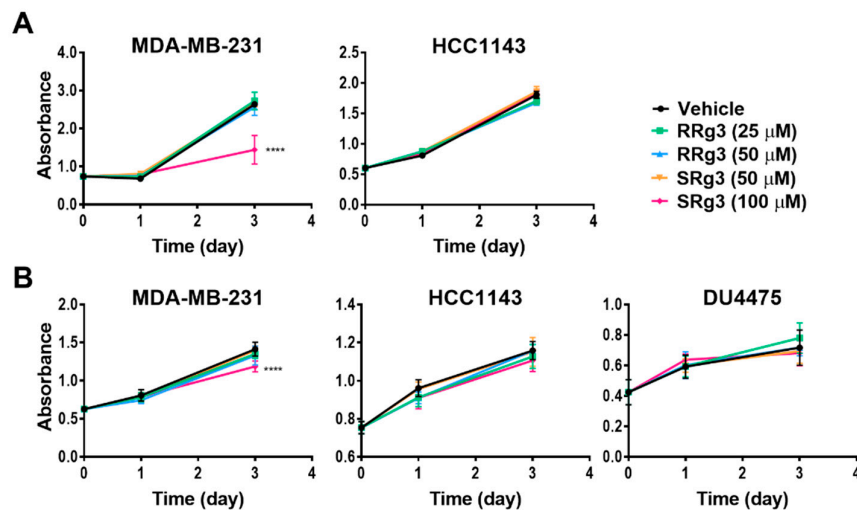 A
MDA-MB-231
HCC1143
Absorbance
4.0
3.0
2.0
1.0
0.0
0 1 2 3 4
Time (day)
****
2.5
2.0
1.5
1.0
0.5
0.0
0 1 2 3 4
Time (day)
Vehicle
RRg3 (25 μM)
RRg3 (50 μM)
SRg3 (50 μM)
SRg3 (100 μM)
B
MDA-MB-231
HCC1143
DU4475
Absorbance
2.0
1.5
1.0
0.5
0.0
0 1 2 3 4
Time (day)
****
1.4
1.2
1.0
0.8
0.6
0 1 2 3 4
Time (day)
1.0
0.8
0.6
0.4
0.2
0.0
0 1 2 3 4
Time (day)